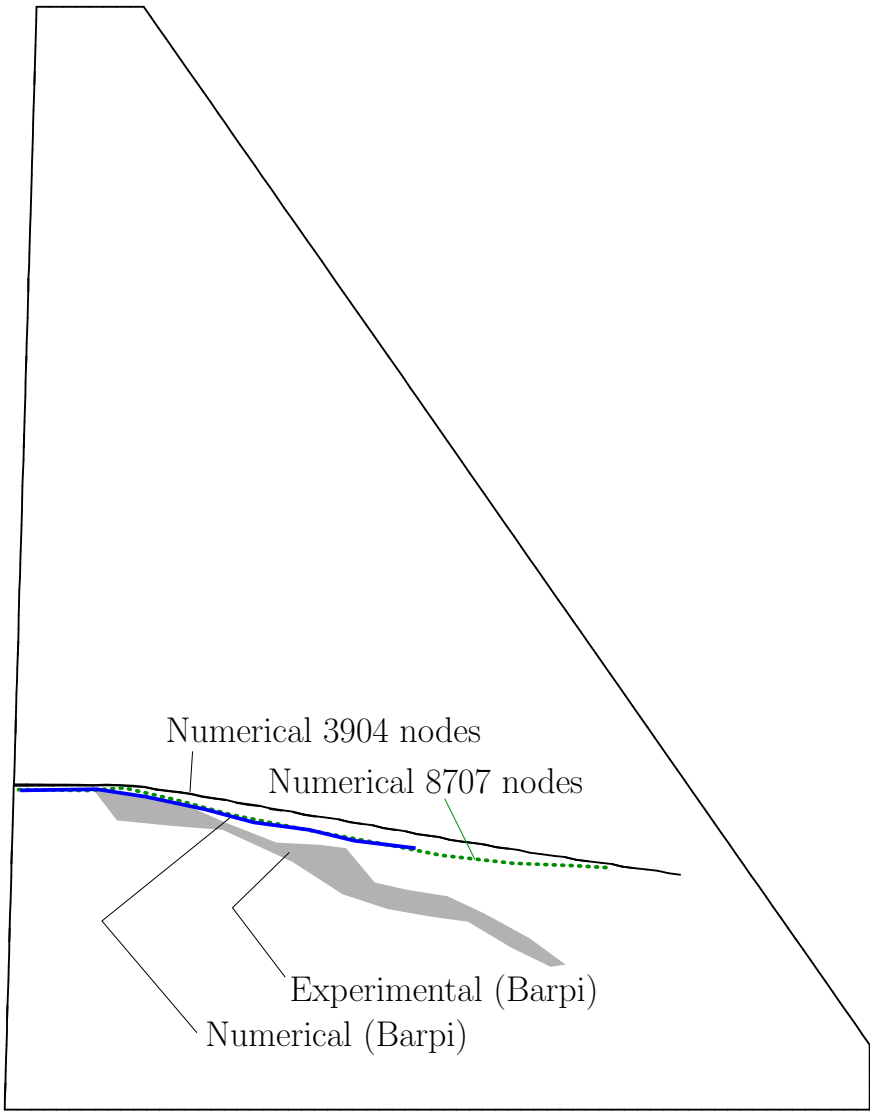 Numerical 3904 nodes
Numerical 8707 nodes
Experimental (Barpi)
Numerical (Barpi)